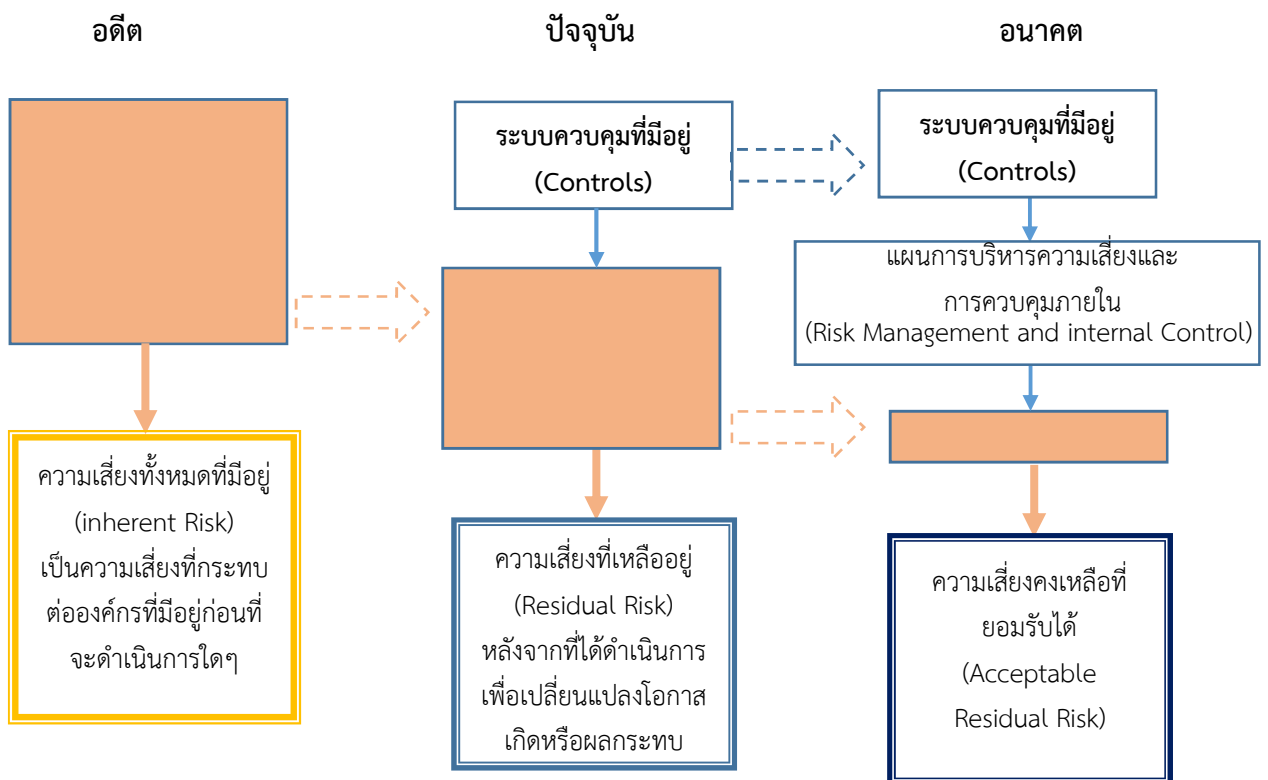 อดีต
ปัจจุบัน
อนาคต
ระบบควบคุมที่มีอยู่
(Controls)
ระบบควบคุมที่มีอยู่
(Controls)
แผนการบริหารความเสี่ยงและ
การควบคุมภายใน
(Risk Management and internal Control)
ความเสี่ยงทั้งหมดที่มีอยู่
(inherent Risk)
เป็นความเสี่ยงที่กระทบ
ต่อองค์กรที่มีอยู่ก่อนที่
จะดำเนินการใดๆ
ความเสี่ยงที่เหลืออยู่
(Residual Risk)
หลังจากที่ได้ดำเนินการ
เพื่อเปลี่ยนแปลงโอกาส
เกิดหรือผลกระทบ
ความเสี่ยงคงเหลือที่
ยอมรับได้
(Acceptable
Residual Risk)